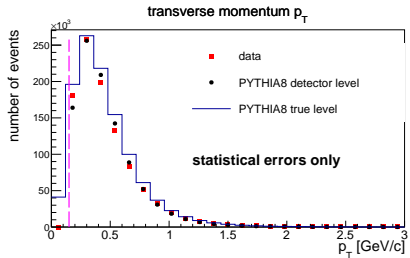 transverse momentum p_T
×10³
number of events
250
200
150
100
50
0
data
PYTHIA8 detector level
PYTHIA8 true level
statistical errors only
0 0.5 1 1.5 2 2.5 3
p_T [GeV/c]